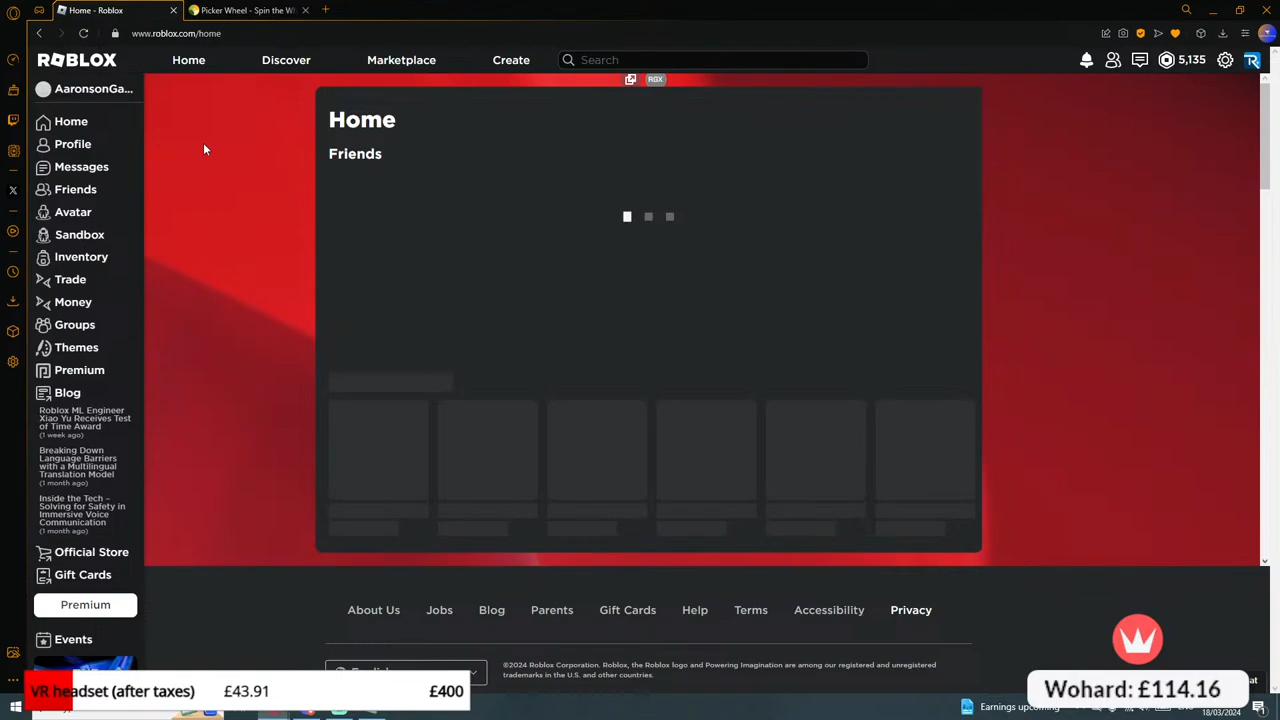 Home - Roblox
Picker Wheel - Spin the W
www.roblox.com/home
ROBLOX
Home
Discover
Marketplace
Create
Search
5,135
RGX
AaronsonGa...
Home
Profile
Messages
Friends
Avatar
Sandbox
Inventory
Trade
Money
Groups
Themes
Premium
Blog
Roblox ML Engineer
Xiao Yu Receives Test
of Time Award
(1 week ago)
Breaking Down
Language Barriers
with a Multilingual
Translation Model
(1 month ago)
Inside the Tech –
Solving for Safety in
Immersive Voice
Communication
(1 month ago)
Official Store
Gift Cards
Premium
Events
Home
Friends
About Us
Jobs
Blog
Parents
Gift Cards
Help
Terms
Accessibility
Privacy
©2024 Roblox Corporation. Roblox, the Roblox logo and Powering Imagination are among our registered and unregistered
trademarks in the U.S. and other countries.
VR headset (after taxes) £43.91 £400
Wohard: £114.16
Earnings upcoming
18/03/2024